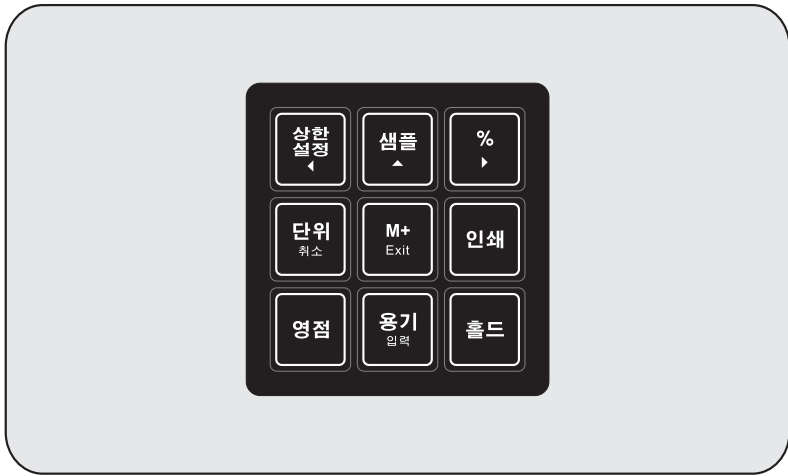 상한
설정
◀
샘플
▲
%
▶
단위
취소
M+
Exit
인쇄
영점
용기
입력
홀드